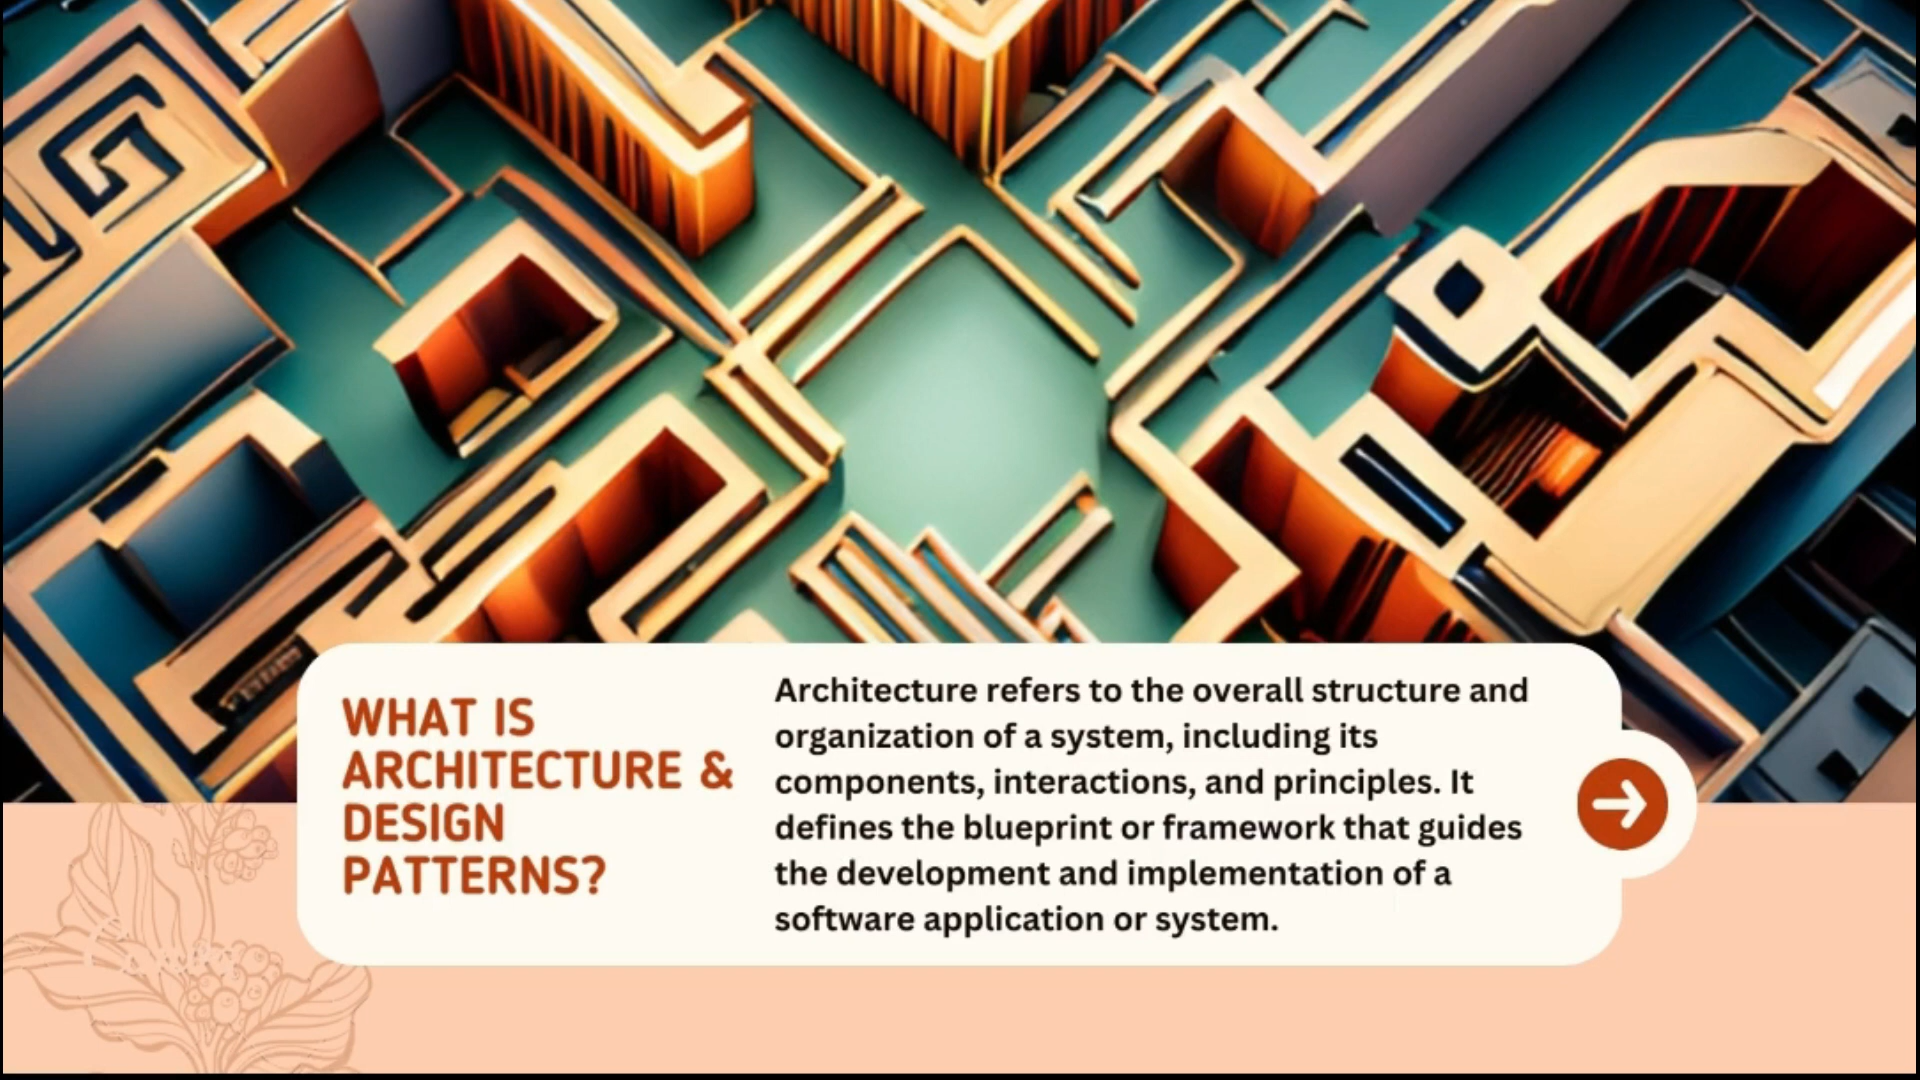 WHAT IS
ARCHITECTURE &
DESIGN
PATTERNS?
Architecture refers to the overall structure and
organization of a system, including its
components, interactions, and principles. It
defines the blueprint or framework that guides
the development and implementation of a
software application or system.